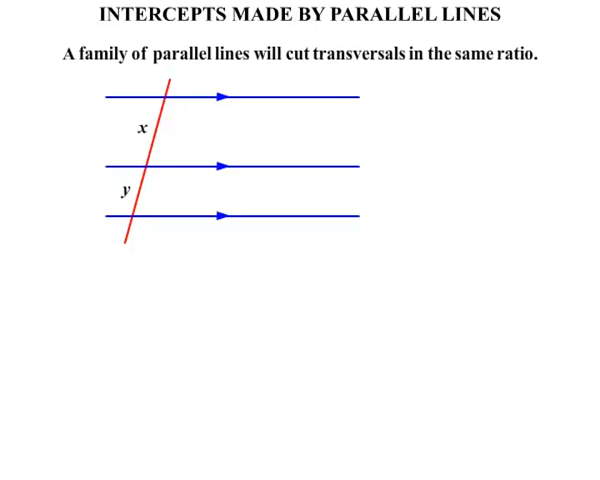 INTERCEPTS MADE BY PARALLEL LINES
A family of parallel lines will cut transversals in the same ratio.
x
y